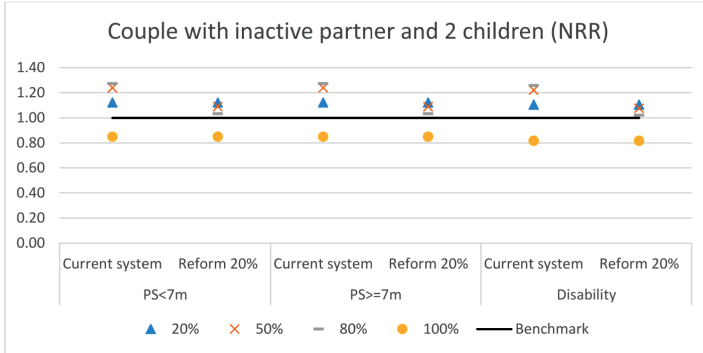 Couple with inactive partner and 2 children (NRR)
1.40
1.20
1.00
0.80
0.60
0.40
0.20
0.00
Current system Reform 20% Current system Reform 20% Current system Reform 20%
PS<7m PS>=7m Disability
20% 50% 80% 100% Benchmark